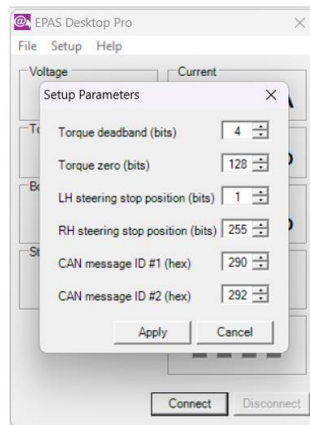 EPAS Desktop Pro
File Setup Help
Voltage Current
Setup Parameters
Torque deadband (bits) 4
Torque zero (bits) 128
LH steering stop position (bits) 1
RH steering stop position (bits) 255
CAN message ID #1 (hex) 290
CAN message ID #2 (hex) 292
Apply Cancel
Connect Disconnect